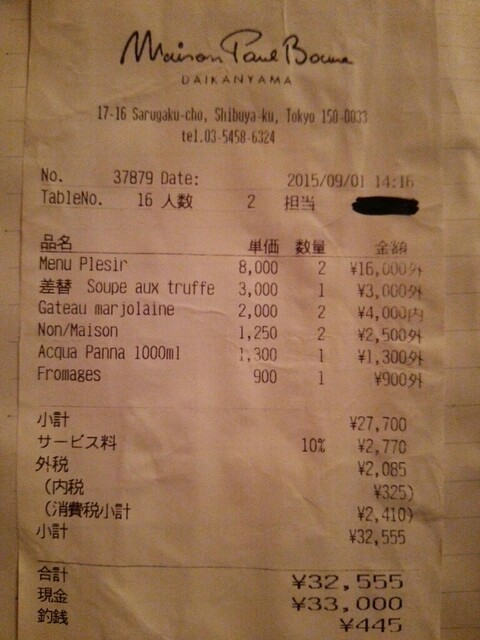 Maison Paul Bocuse
DAIKANYAMA
17-16 Sarugaku-cho, Shibuya-ku, Tokyo 150-0033
tel.03-5458-6324
No. 37879 Date: 2015/09/01 14:16
TableNo. 16 人数 2 担当
品名 単価 数量 金額
Menu Plesir 8,000 2 ¥16,000外
差替 Soupe aux truffe 3,000 1 ¥3,000外
Gateau marjolaine 2,000 2 ¥4,000内
Non/Maison 1,250 2 ¥2,500外
Acqua Panna 1000ml 1,300 1 ¥1,300外
Fromages 900 1 ¥900外
小計 ¥27,700
サービス料 10% ¥2,770
外税 ¥2,085
(内税 ¥325)
(消費税小計 ¥2,410)
小計 ¥32,555
合計 ¥32,555
現金 ¥33,000
釣銭 ¥445